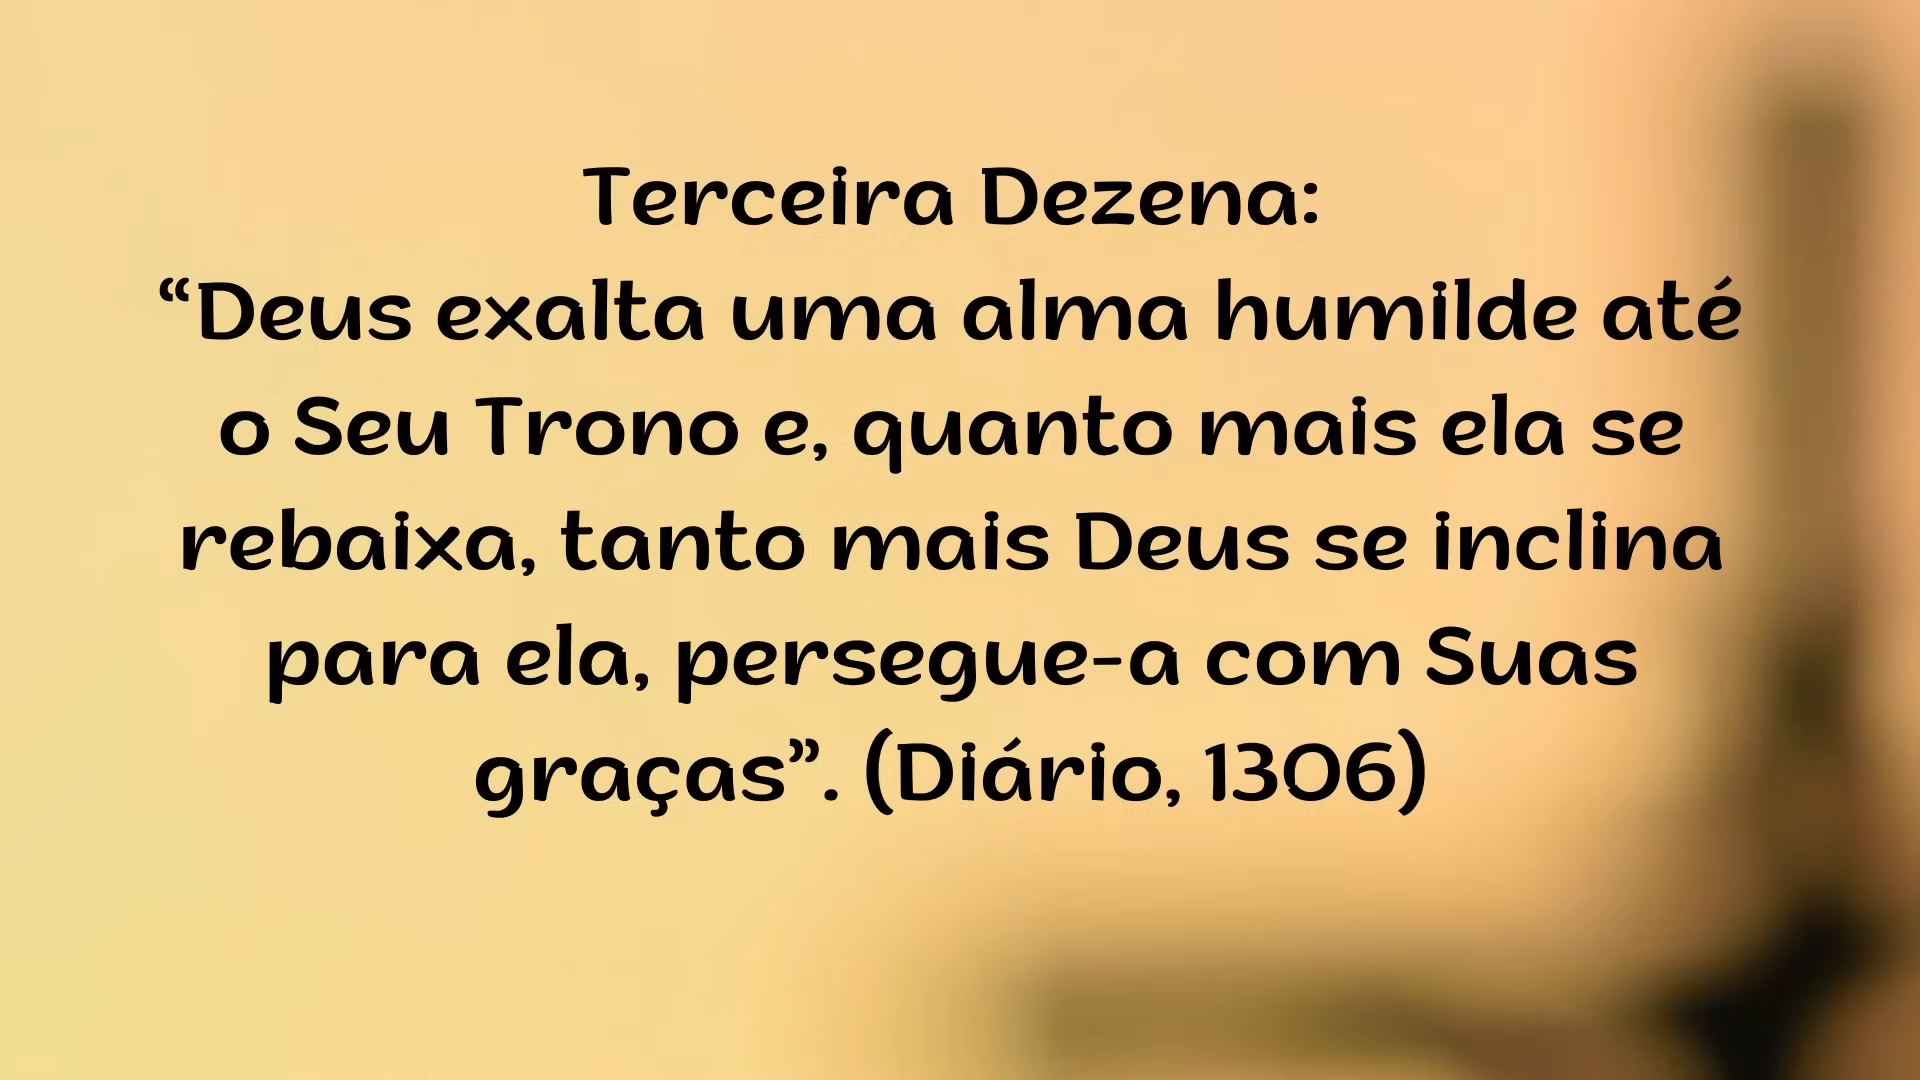 Terceira Dezena:
“Deus exalta uma alma humilde até
o Seu Trono e, quanto mais ela se
rebaixa, tanto mais Deus se inclina
para ela, persegue-a com Suas
graças”. (Diário, 1306)